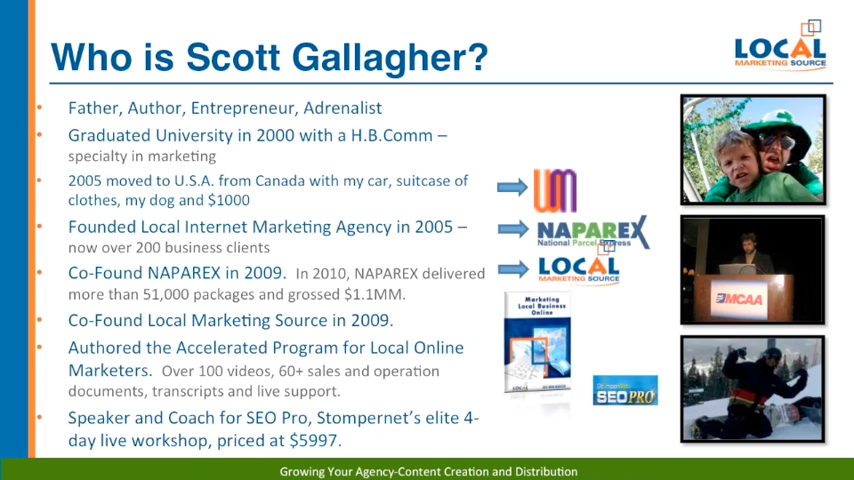 Who is Scott Gallagher?
LOCAL
MARKETING SOURCE
• Father, Author, Entrepreneur, Adrenalist
• Graduated University in 2000 with a H.B.Comm –
specialty in marketing
• 2005 moved to U.S.A. from Canada with my car, suitcase of
clothes, my dog and $1000
• Founded Local Internet Marketing Agency in 2005 –
now over 200 business clients
• Co-Found NAPAREX in 2009. In 2010, NAPAREX delivered
more than 51,000 packages and grossed $1.1MM.
• Co-Found Local Marketing Source in 2009.
• Authored the Accelerated Program for Local Online
Marketers. Over 100 videos, 60+ sales and operation
documents, transcripts and live support.
• Speaker and Coach for SEO Pro, Stompernet's elite 4-
day live workshop, priced at $5997.
um
NAPAREX
National Parcel Express
LOCAL
MARKETING SOURCE
Marketing
Local Business
Online
LOCAL
SEO PRO
MCAA
Growing Your Agency-Content Creation and Distribution